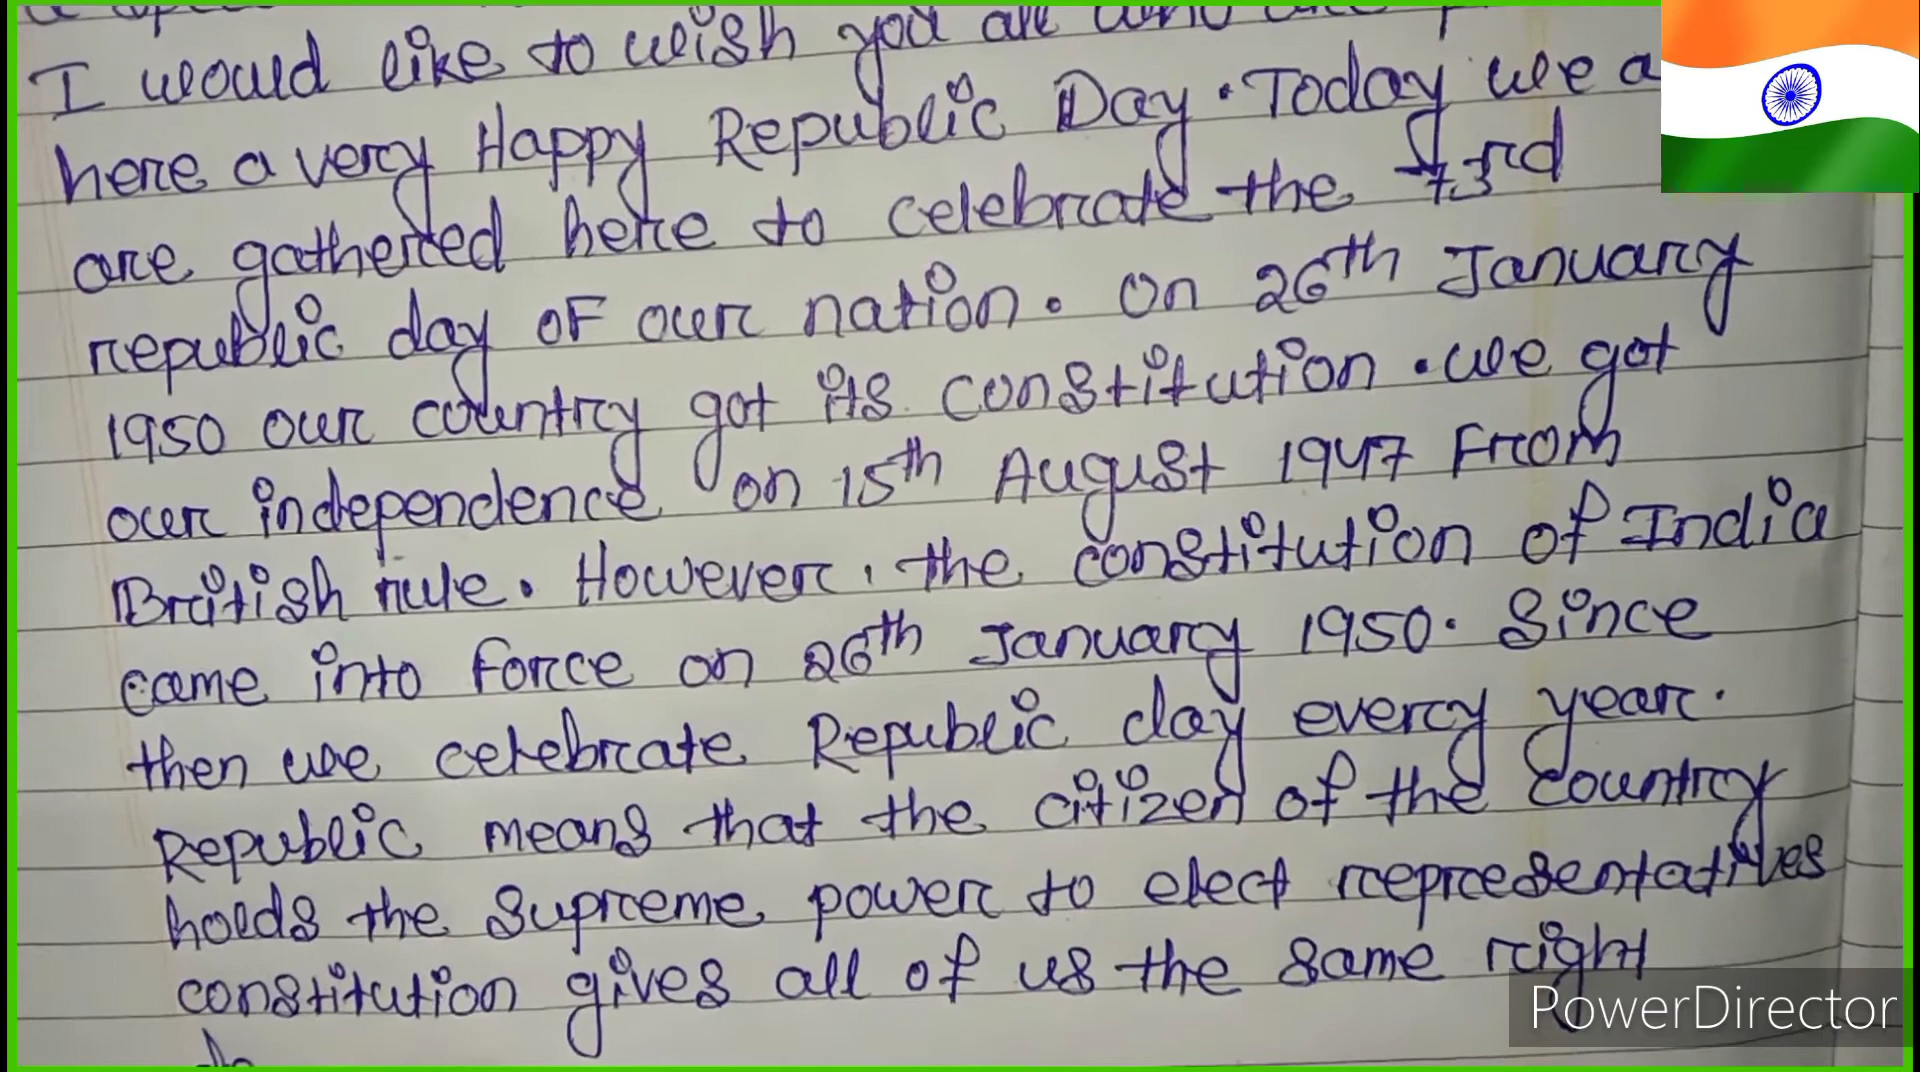 I would like to wish you all who are
here a very Happy Republic Day. Today we a
are gathered here to celebrate the 73rd
republic day of our nation. On 26th January
1950 our country got its constitution. we got
our independence on 15th August 1947 From
British rule. However, the constitution of India
came into force on 26th January 1950. Since
then we celebrate Republic day every year.
Republic means that the citizen of the country
holds the supreme power to elect representatives
constitution gives all of us the same right
PowerDirector